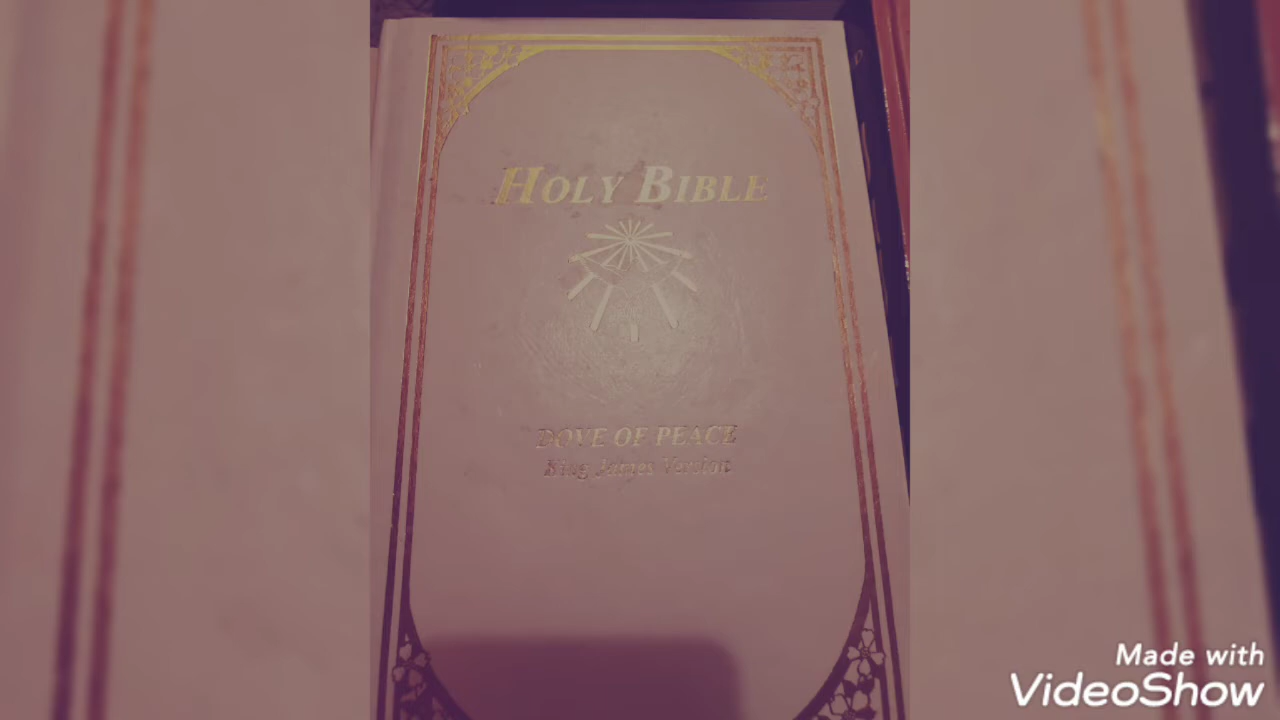 HOLY BIBLE
DOVE OF PEACE
King James Version
Made with
VideoShow